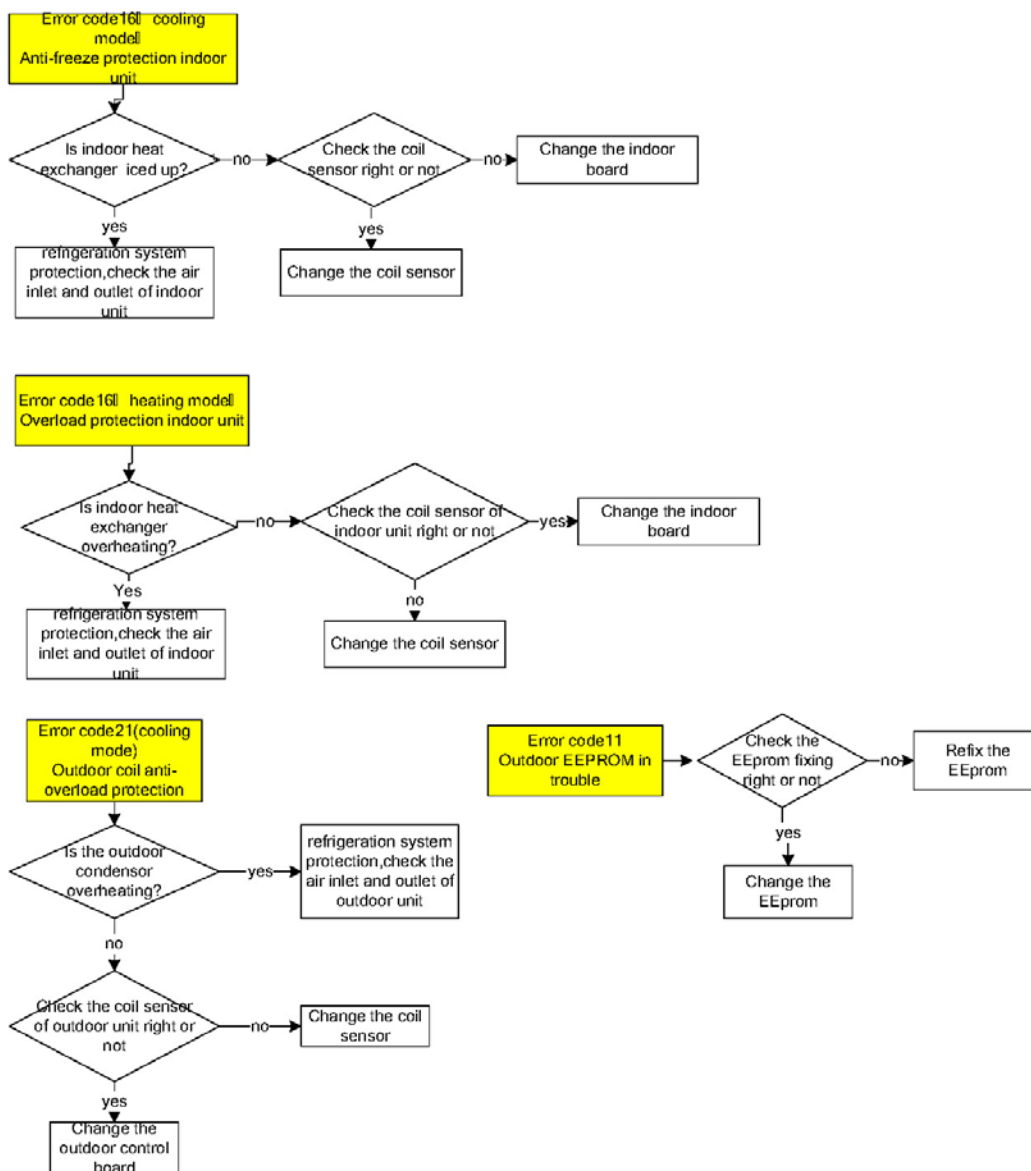 Error code16 cooling
mode
Anti-freeze protection indoor
unit
Is indoor heat
exchanger iced up?
no
Check the coil
sensor right or not
no
Change the indoor
board
yes
yes
refrigeration system
protection,check the air
inlet and outlet of indoor
unit
Change the coil sensor
Error code16 heating mode
Overload protection indoor unit
Is indoor heat
exchanger
overheating?
no
Check the coil sensor of
indoor unit right or not
yes
Change the indoor
board
Yes
no
refrigeration system
protection,check the air
inlet and outlet of indoor
unit
Change the coil sensor
Error code21(cooling
mode)
Outdoor coil anti-
overload protection
Is the outdoor
condensor
overheating?
yes
refrigeration system
protection,check the
air inlet and outlet of
outdoor unit
no
Check the coil sensor
of outdoor unit right or
not
no
Change the coil
sensor
yes
Change the
outdoor control
board
Error code11
Outdoor EEPROM in
trouble
Check the
EEprom fixing
right or not
no
Refix the
EEprom
yes
Change the
EEprom